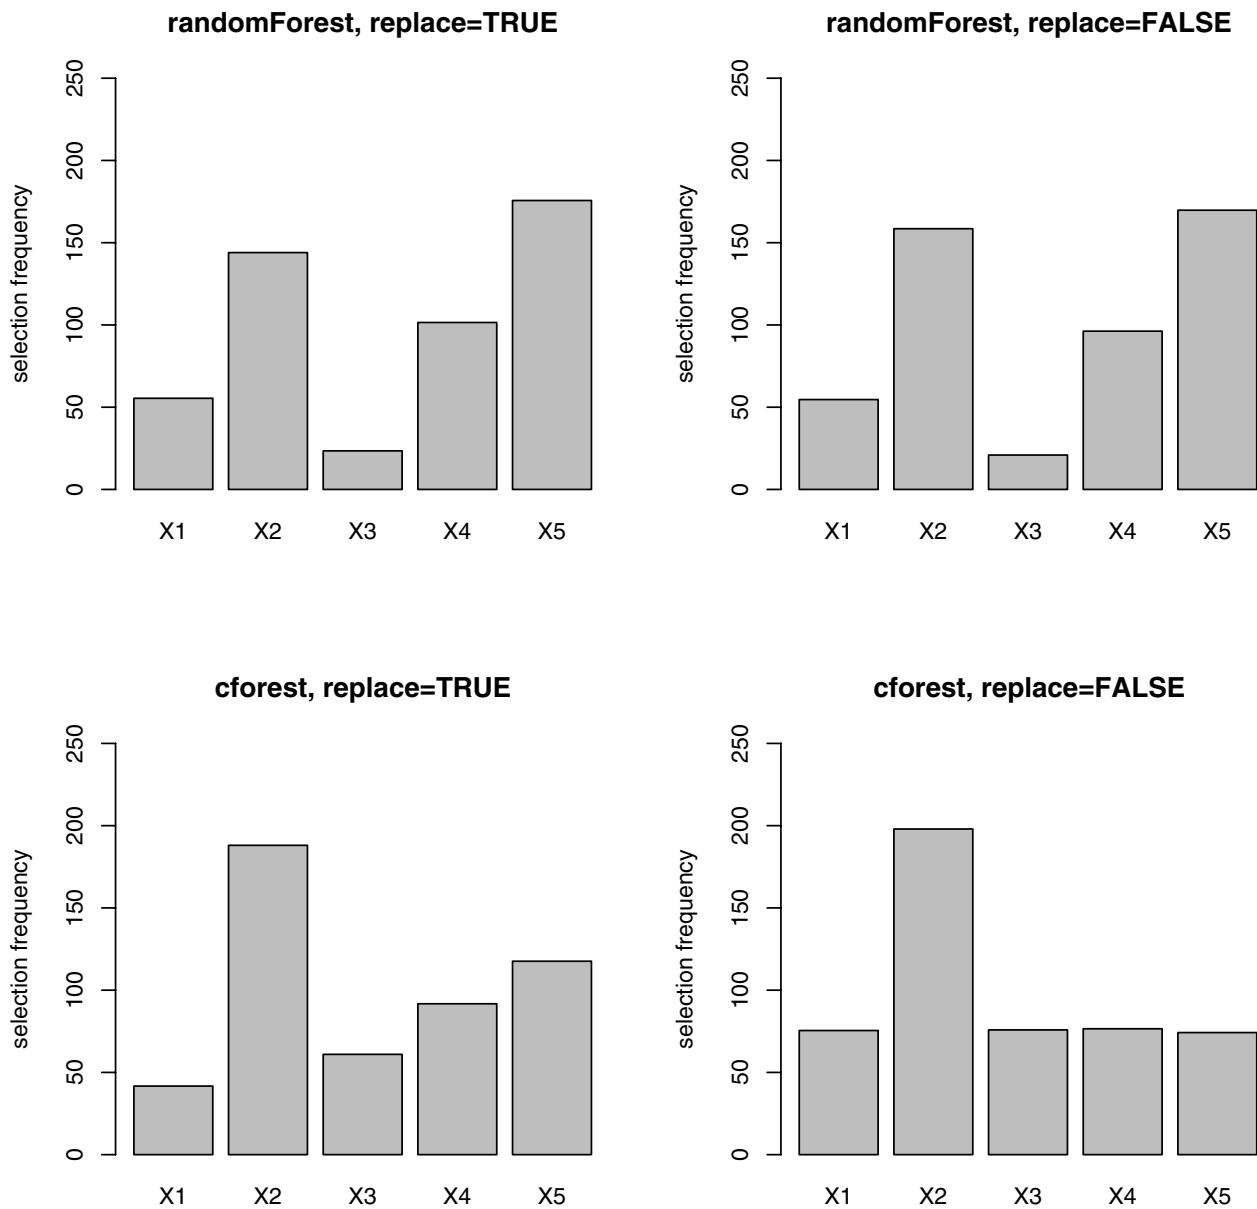 randomForest, replace=TRUE
selection frequency
250
200
150
100
50
0
X1 X2 X3 X4 X5
randomForest, replace=FALSE
selection frequency
250
200
150
100
50
0
X1 X2 X3 X4 X5
cforest, replace=TRUE
selection frequency
250
200
150
100
50
0
X1 X2 X3 X4 X5
cforest, replace=FALSE
selection frequency
250
200
150
100
50
0
X1 X2 X3 X4 X5